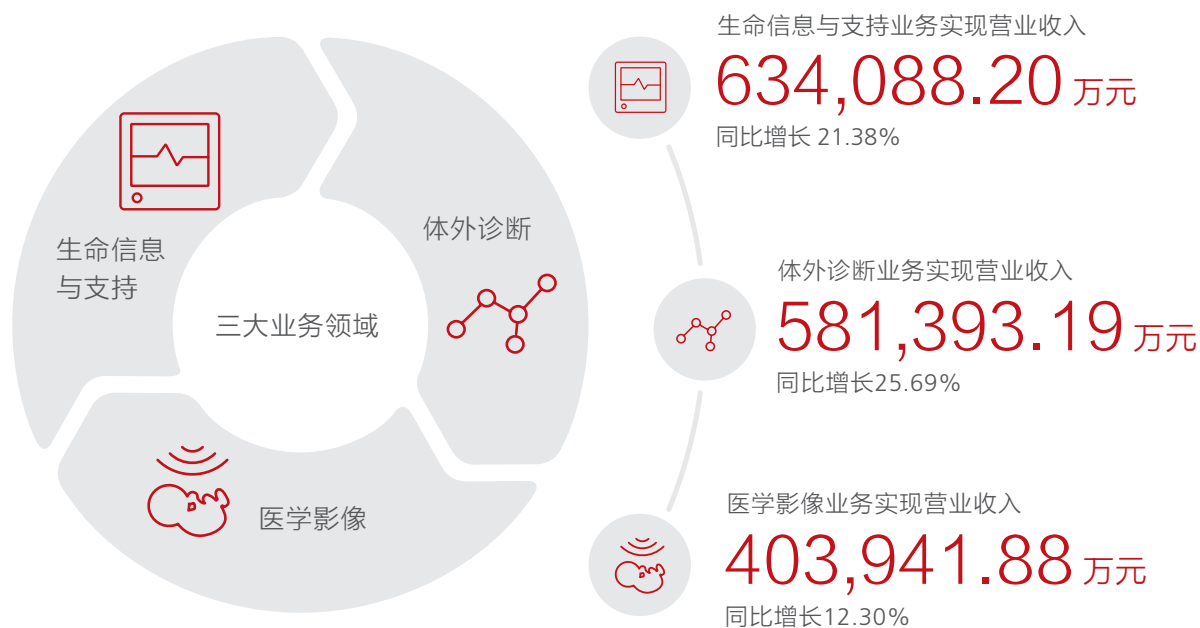 生命信息
与支持
体外诊断
三大业务领域
医学影像
生命信息与支持业务实现营业收入
634,088.20 万元
同比增长 21.38%
体外诊断业务实现营业收入
581,393.19 万元
同比增长25.69%
医学影像业务实现营业收入
403,941.88 万元
同比增长12.30%